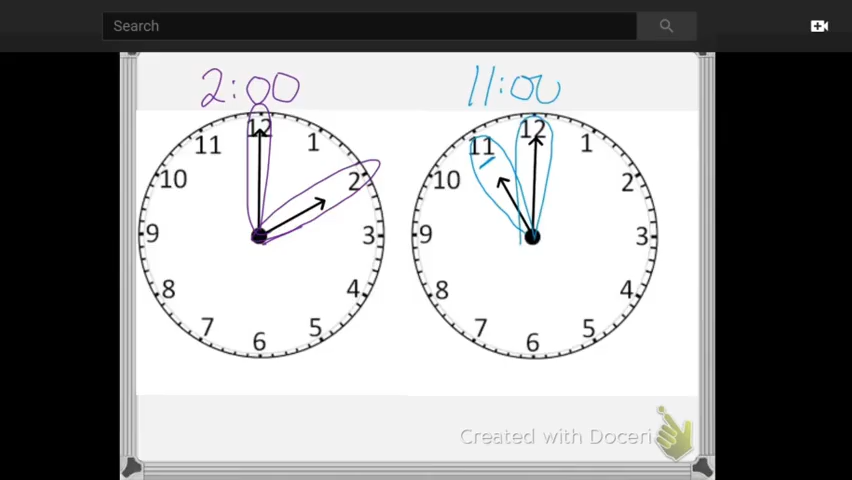 Search
2:00 11:00
12 12
11 1 11 1
10 2 10 2
9 3 9 3
8 4 8 4
7 5 7 5
6 6
Created with Doceri